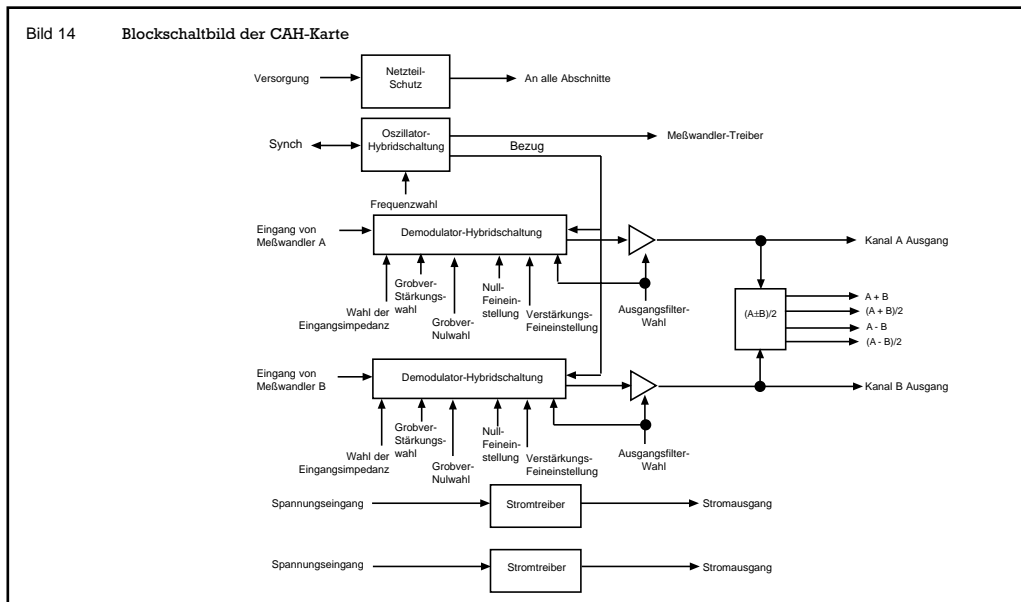 Bild 14 Blockschaltbild der CAH-Karte
Versorgung
Netzteil-
Schutz
An alle Abschnitte
Synch
Oszillator-
Hybridschaltung
Meßwandler-Treiber
Bezug
Frequenzwahl
Eingang von
Meßwandler A
Demodulator-Hybridschaltung
Kanal A Ausgang
Wahl der
Eingangsimpedanz
Grobver-
Stärkungs-
wahl
Grobver-
Nulwahl
Null-
Feinein-
stellung
Verstärkungs-
Feineinstellung
Ausgangsfilter-
Wahl
(A±B)/2
A + B
(A + B)/2
A - B
(A - B)/2
Eingang von
Meßwandler B
Demodulator-Hybridschaltung
Kanal B Ausgang
Wahl der
Eingangsimpedanz
Grobver-
Stärkungs-
wahl
Grobver-
Nulwahl
Null-
Feinein-
stellung
Verstärkungs-
Feineinstellung
Ausgangsfilter-
Wahl
Spannungseingang
Stromtreiber
Stromausgang
Spannungseingang
Stromtreiber
Stromausgang